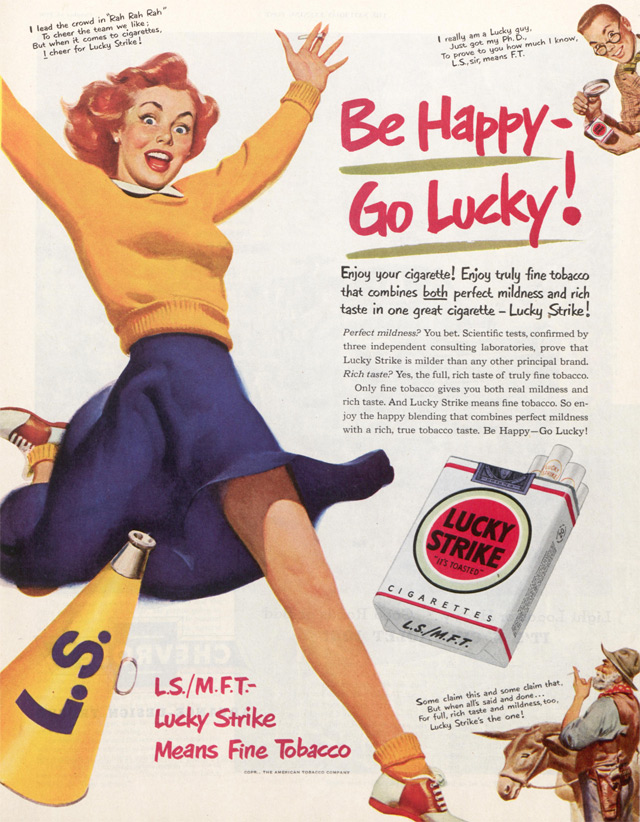 I lead the crowd in "Rah Rah Rah"
To cheer the team we like;
But when it comes to cigarettes,
I cheer for Lucky Strike!
I really am a Lucky guy,
Just got my Ph.D.,
To prove to you how much I know,
L.S., sir, means F.T.
Be Happy-
Go Lucky!
Enjoy your cigarette! Enjoy truly fine tobacco
that combines both perfect mildness and rich
taste in one great cigarette – Lucky Strike!
Perfect mildness? You bet. Scientific tests, confirmed by
three independent consulting laboratories, prove that
Lucky Strike is milder than any other principal brand.
Rich taste? Yes, the full, rich taste of truly fine tobacco.
Only fine tobacco gives you both real mildness and
rich taste. And Lucky Strike means fine tobacco. So en-
joy the happy blending that combines perfect mildness
with a rich, true tobacco taste. Be Happy—Go Lucky!
LUCKY
STRIKE
"IT'S TOASTED"
CIGARETTES
L.S./M.F.T.
L.S.
L.S./M.F.T.-
Lucky Strike
Means Fine Tobacco
COPR., THE AMERICAN TOBACCO COMPANY
Some claim this and some claim that,
But when all's said and done...
For full, rich taste and mildness, too,
Lucky Strike's the one!